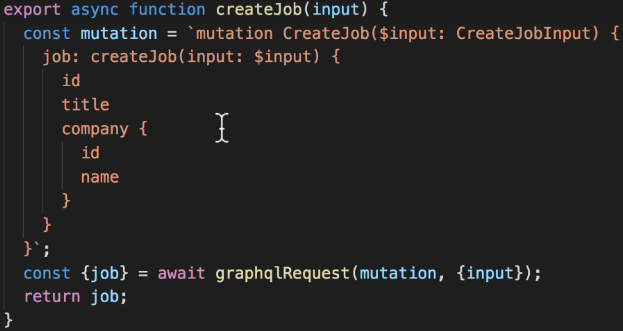 export async function createJob(input) {
const mutation = `mutation CreateJob($input: CreateJobInput) {
job: createJob(input: $input) {
id
title
company {
id
name
}
}
}`;
const {job} = await graphqlRequest(mutation, {input});
return job;
}